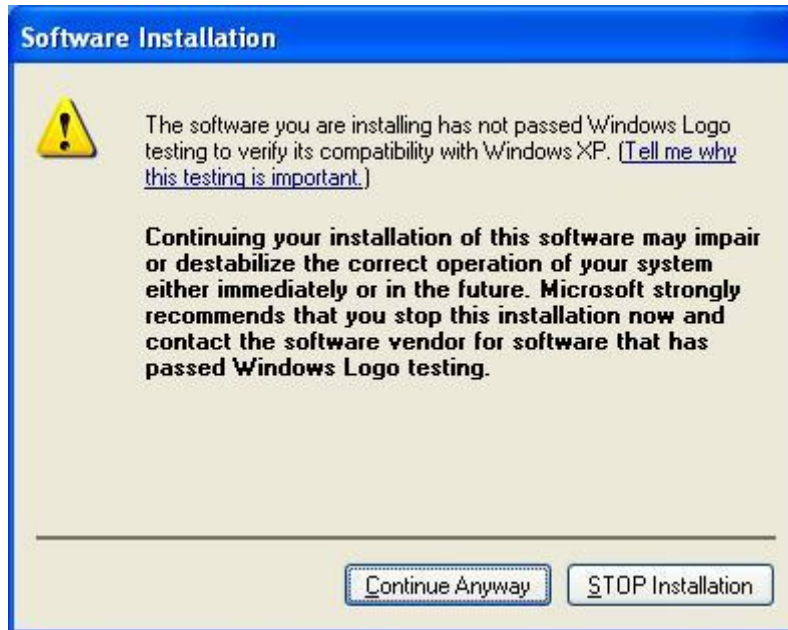 Software Installation
The software you are installing has not passed Windows Logo
testing to verify its compatibility with Windows XP. (Tell me why
this testing is important.)
Continuing your installation of this software may impair
or destabilize the correct operation of your system
either immediately or in the future. Microsoft strongly
recommends that you stop this installation now and
contact the software vendor for software that has
passed Windows Logo testing.
Continue Anyway
STOP Installation